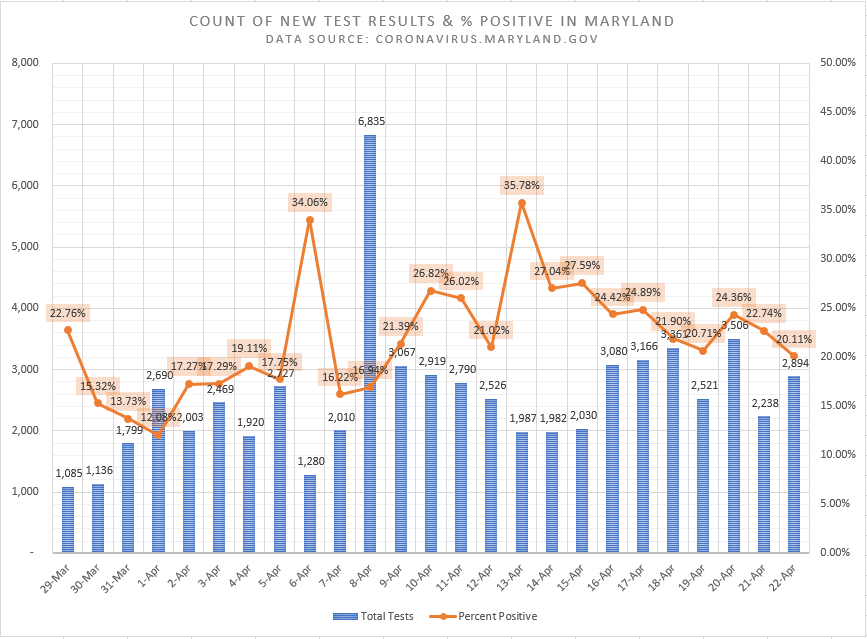 COUNT OF NEW TEST RESULTS & % POSITIVE IN MARYLAND
DATA SOURCE: CORONAVIRUS.MARYLAND.GOV
8,000
7,000
6,000
5,000
4,000
3,000
2,000
1,000
-
50.00%
45.00%
40.00%
35.00%
30.00%
25.00%
20.00%
15.00%
10.00%
5.00%
0.00%
22.76%
15.32%
13.73%
12.08%
17.27%
17.29%
19.11%
17.75%
34.06%
16.22%
16.94%
21.39%
26.82%
26.02%
21.02%
35.78%
27.04%
27.59%
24.42%
24.89%
21.90%
20.71%
24.36%
22.74%
20.11%
1,085
1,136
1,799
2,690
2,003
2,469
1,920
2,727
1,280
2,010
6,835
3,067
2,919
2,790
2,526
1,987
1,982
2,030
3,080
3,166
3,361
2,521
3,506
2,238
2,894
29-Mar
30-Mar
31-Mar
1-Apr
2-Apr
3-Apr
4-Apr
5-Apr
6-Apr
7-Apr
8-Apr
9-Apr
10-Apr
11-Apr
12-Apr
13-Apr
14-Apr
15-Apr
16-Apr
17-Apr
18-Apr
19-Apr
20-Apr
21-Apr
22-Apr
Total Tests
Percent Positive